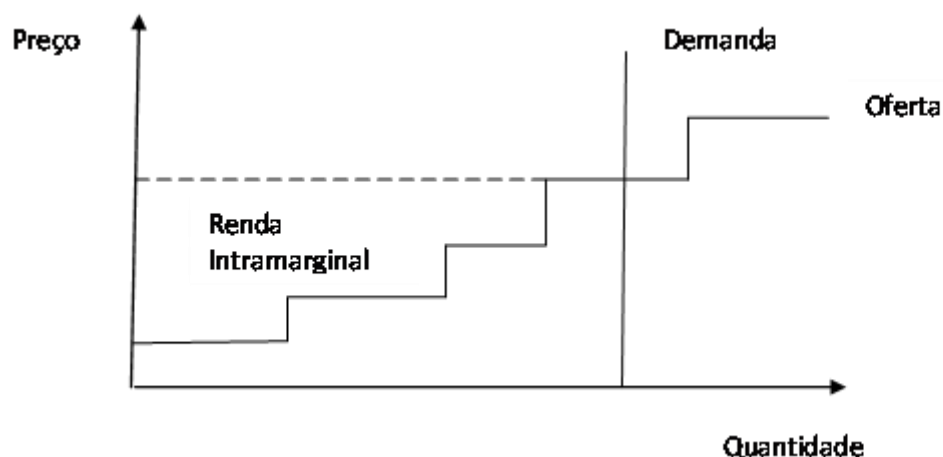 Preço
Demanda
Oferta
Renda
Intramarginal
Quantidade